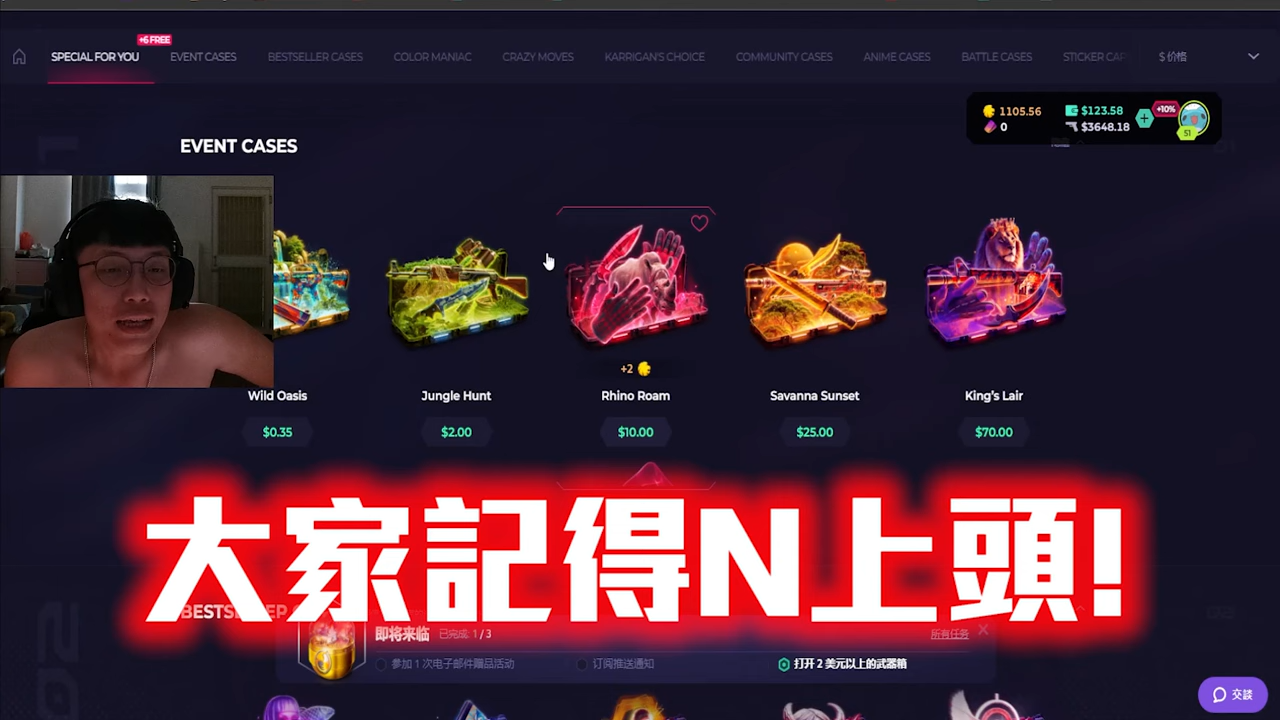 +6 FREE
SPECIAL FOR YOU
EVENT CASES
BESTSELLER CASES
COLOR MANIAC
CRAZY MOVES
KARRIGAN'S CHOICE
COMMUNITY CASES
ANIME CASES
BATTLE CASES
STICKER CAP
$ 价格
1105.56
$123.58
+10%
0
$3648.18
51
EVENT CASES
+2
Wild Oasis
Jungle Hunt
Rhino Roam
Savanna Sunset
King's Lair
$0.35
$2.00
$10.00
$25.00
$70.00
大家記得N上頭!
即将来临
已完成: 1 / 3
所有任务
參加 1 次电子邮件赠品活动
订阅推送通知
打开 2 美元以上的武器箱
交談